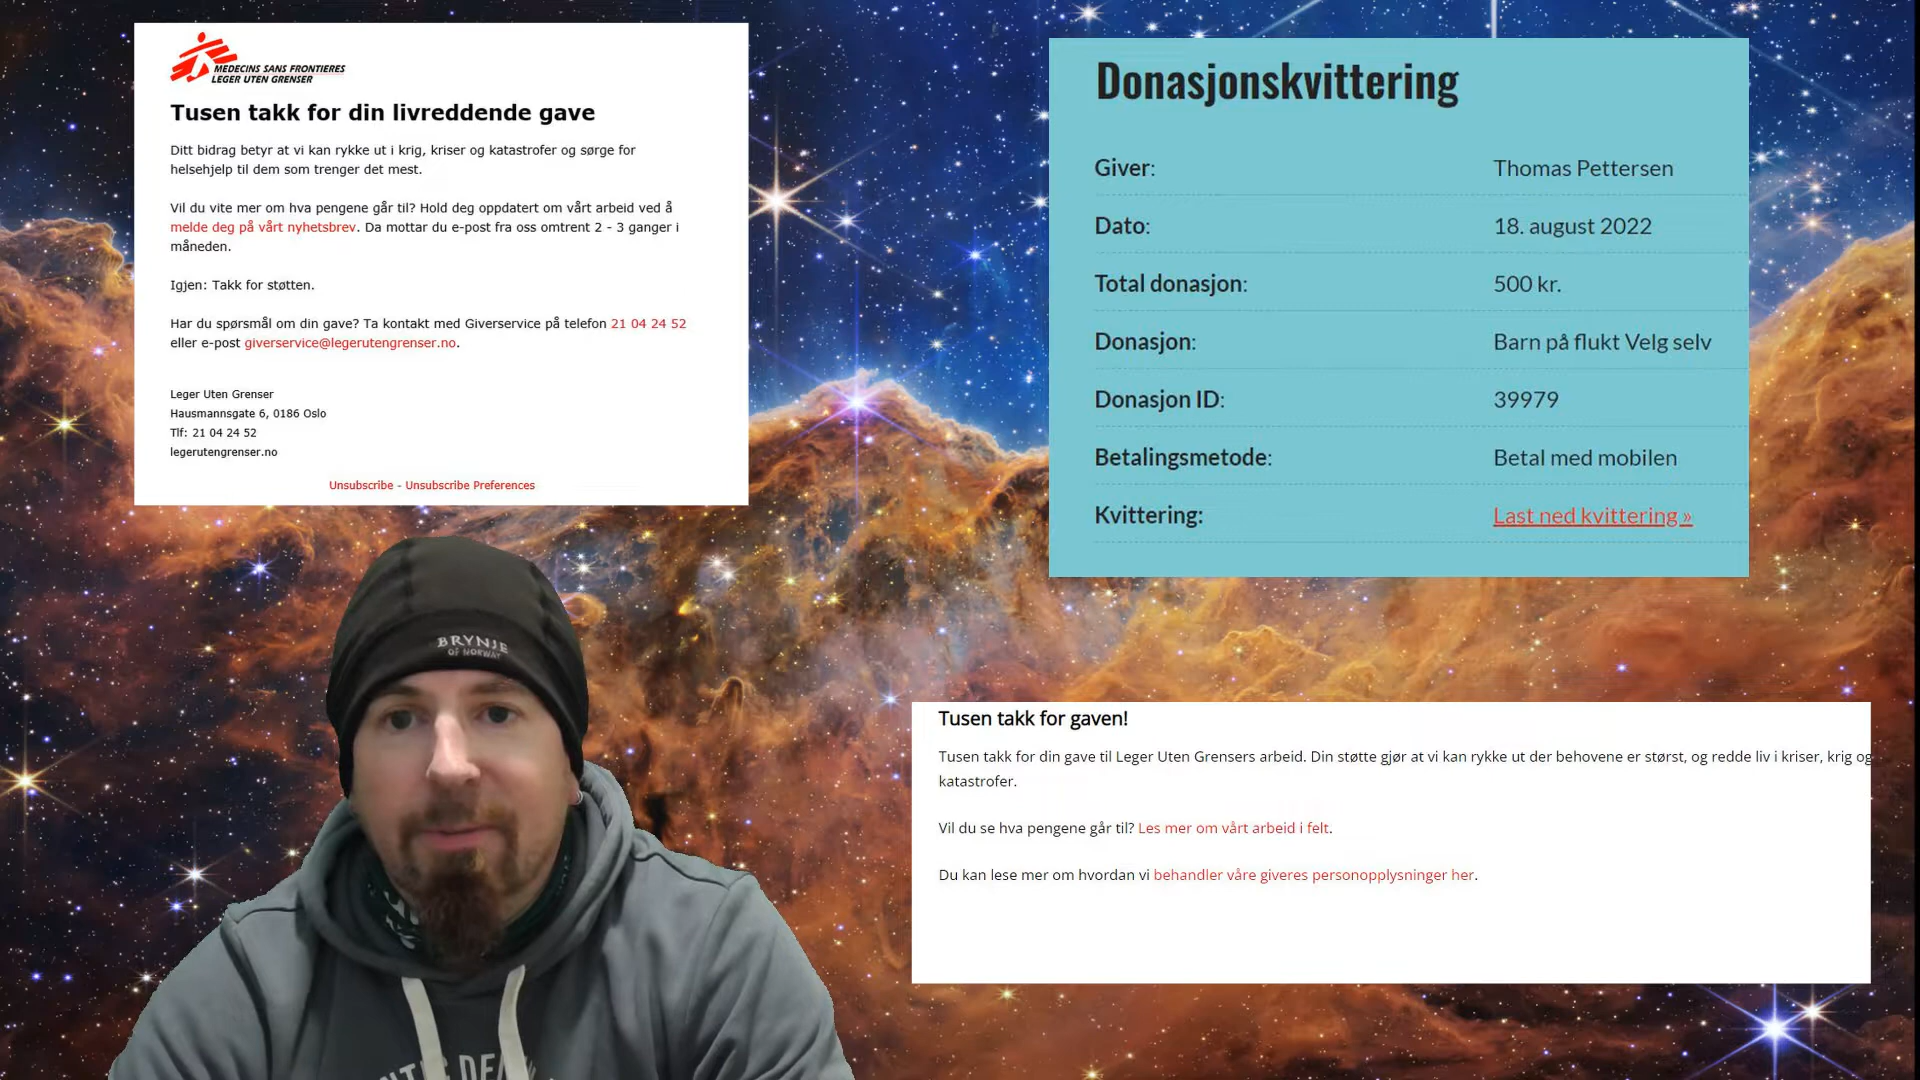 MEDECINS SANS FRONTIERES
LEGER UTEN GRENSER
Tusen takk for din livreddende gave
Ditt bidrag betyr at vi kan rykke ut i krig, kriser og katastrofer og sørge for
helsehjelp til dem som trenger det mest.
Vil du vite mer om hva pengene går til? Hold deg oppdatert om vårt arbeid ved å
melde deg på vårt nyhetsbrev. Da mottar du e-post fra oss omtrent 2 - 3 ganger i
måneden.
Igjen: Takk for støtten.
Har du spørsmål om din gave? Ta kontakt med Giverservice på telefon 21 04 24 52
eller e-post giverservice@legerutengrenser.no.
Leger Uten Grenser
Hausmannsgate 6, 0186 Oslo
Tlf: 21 04 24 52
legerutengrenser.no
Unsubscribe - Unsubscribe Preferences
Donasjonskvittering
Giver: Thomas Pettersen
Dato: 18. august 2022
Total donasjon: 500 kr.
Donasjon: Barn på flukt Velg selv
Donasjon ID: 39979
Betalingsmetode: Betal med mobilen
Kvittering: Last ned kvittering »
BRYNJE
OF NORWAY
Tusen takk for gaven!
Tusen takk for din gave til Leger Uten Grensers arbeid. Din støtte gjør at vi kan rykke ut der behovene er størst, og redde liv i kriser, krig og
katastrofer.
Vil du se hva pengene går til? Les mer om vårt arbeid i felt.
Du kan lese mer om hvordan vi behandler våre giveres personopplysninger her.